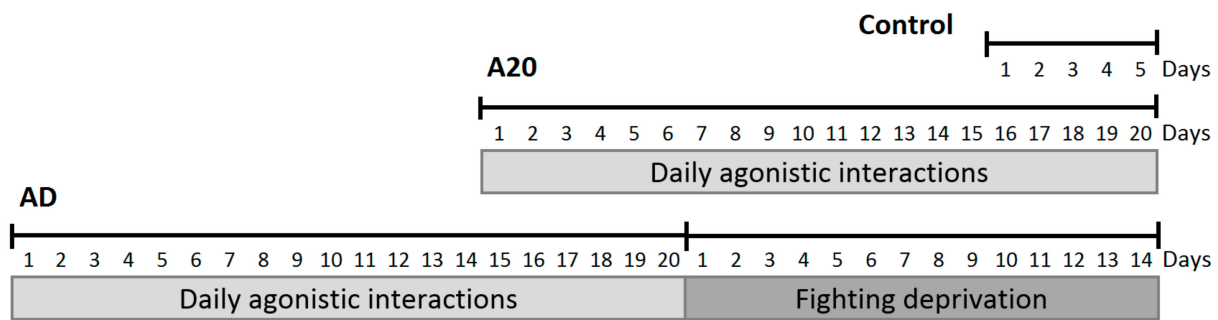 Control
1 2 3 4 5 Days
A20
1 2 3 4 5 6 7 8 9 10 11 12 13 14 15 16 17 18 19 20 Days
Daily agonistic interactions
AD
1 2 3 4 5 6 7 8 9 10 11 12 13 14 15 16 17 18 19 20 1 2 3 4 5 6 7 8 9 10 11 12 13 14 Days
Daily agonistic interactions Fighting deprivation